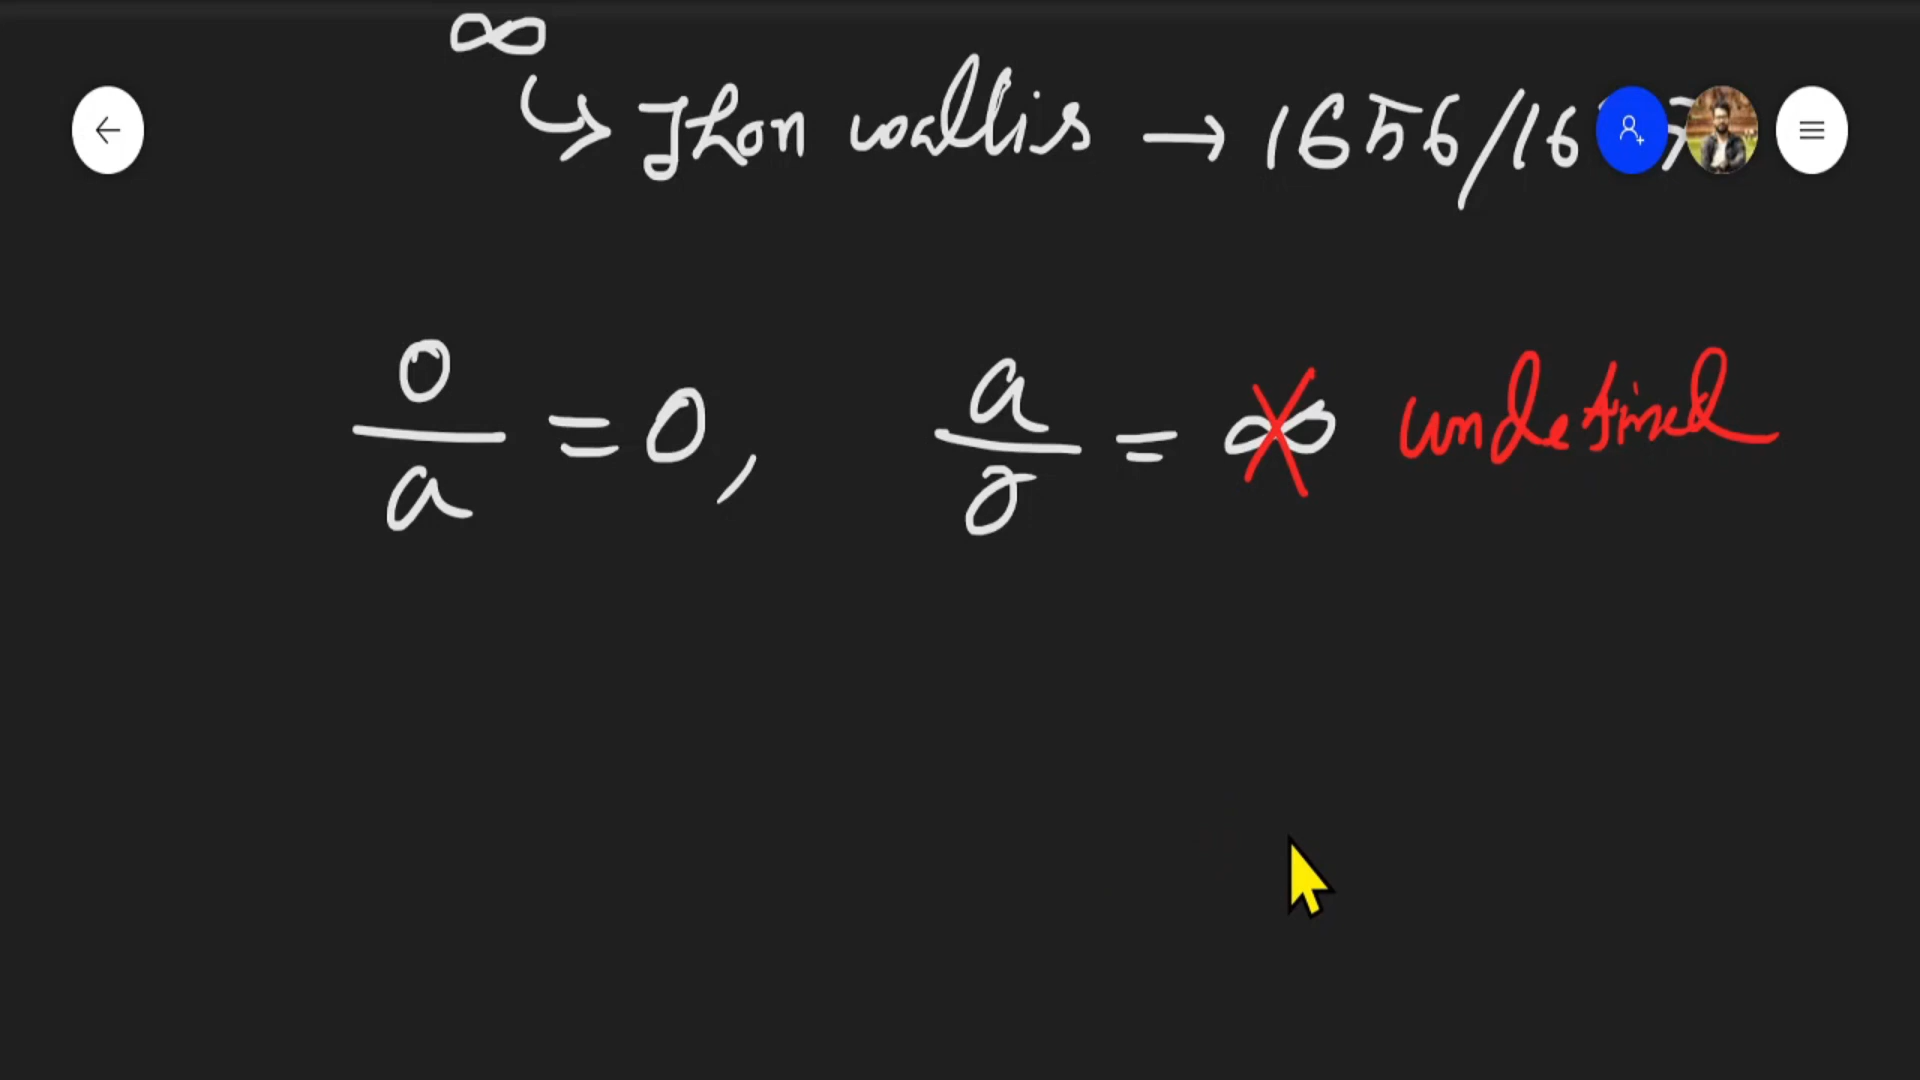 ∞
↳ Jhon wallis → 1656/16
0/a = 0, a/0 = ∞ undefined